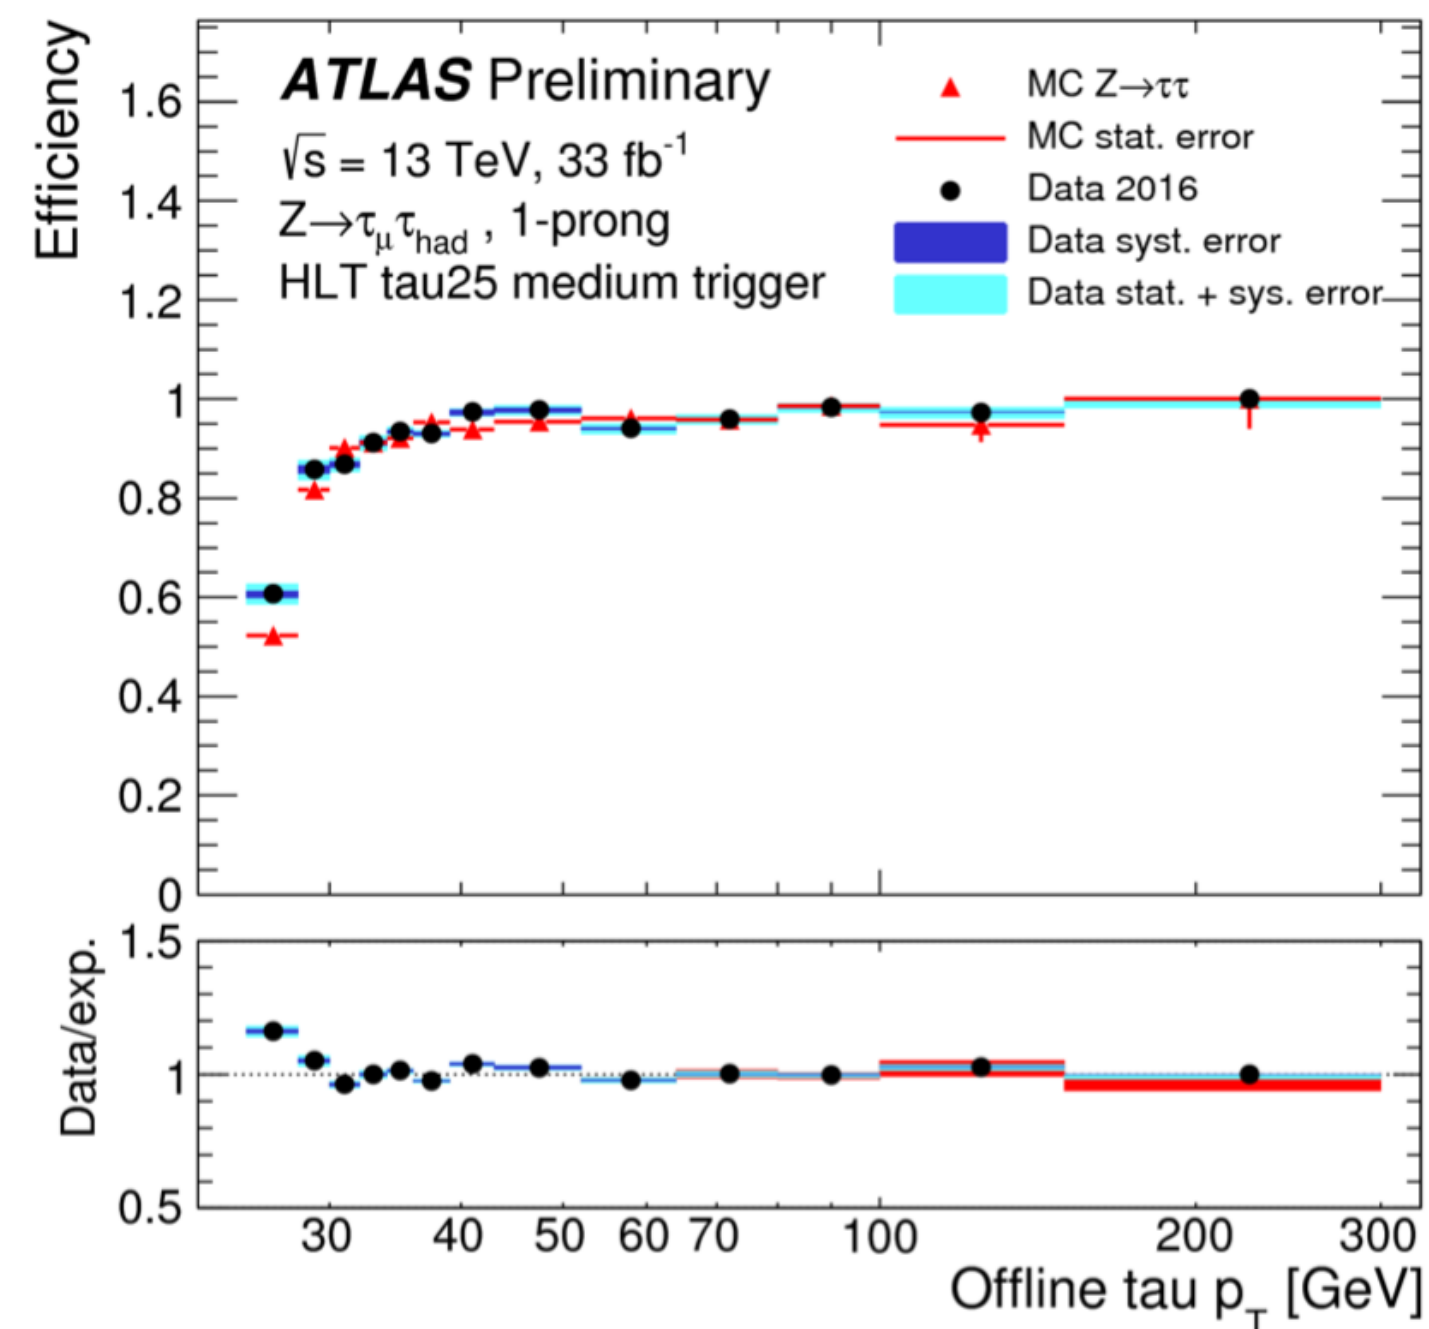 Efficiency
ATLAS Preliminary
√s = 13 TeV, 33 fb⁻¹
Z→τμτhad , 1-prong
HLT tau25 medium trigger
MC Z→ττ
MC stat. error
Data 2016
Data syst. error
Data stat. + sys. error
1.6
1.4
1.2
1
0.8
0.6
0.4
0.2
0
Data/exp.
1.5
1
0.5
30 40 50 60 70 100 200 300
Offline tau pT [GeV]